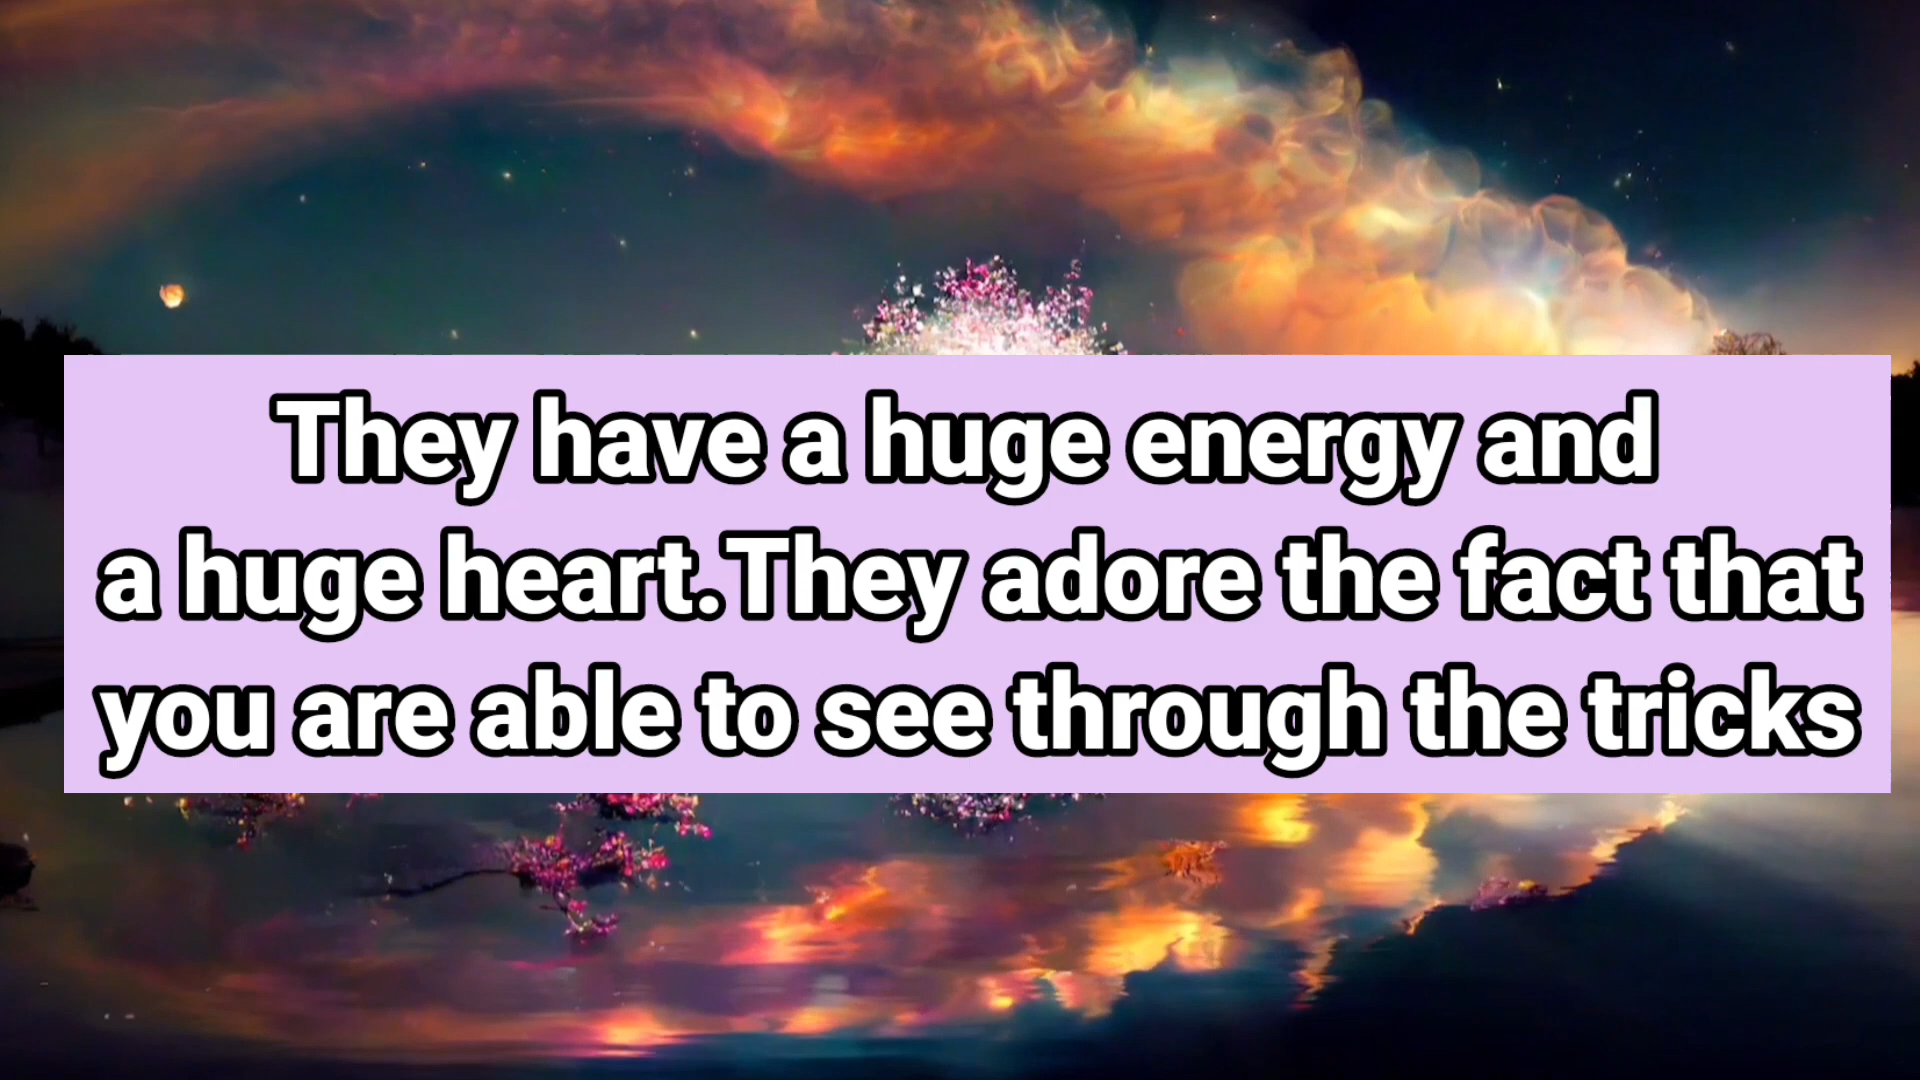 They have a huge energy and
a huge heart.They adore the fact that
you are able to see through the tricks